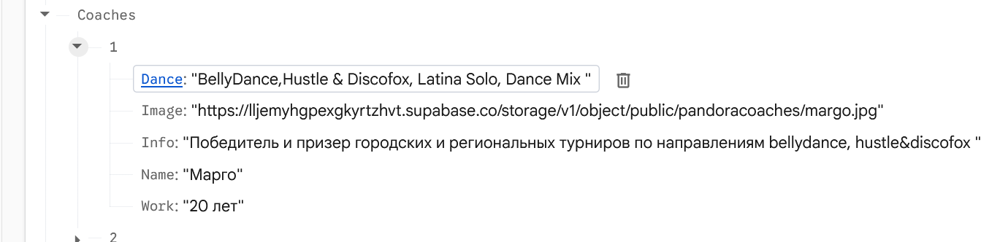 Coaches
1
Dance: "BellyDance,Hustle & Discofox, Latina Solo, Dance Mix "
Image: "https://lljemyhgpexgkyrtzhvt.supabase.co/storage/v1/object/public/pandoracoaches/margo.jpg"
Info: "Победитель и призер городских и региональных турниров по направлениям bellydance, hustle&discofox "
Name: "Марго"
Work: "20 лет"
2